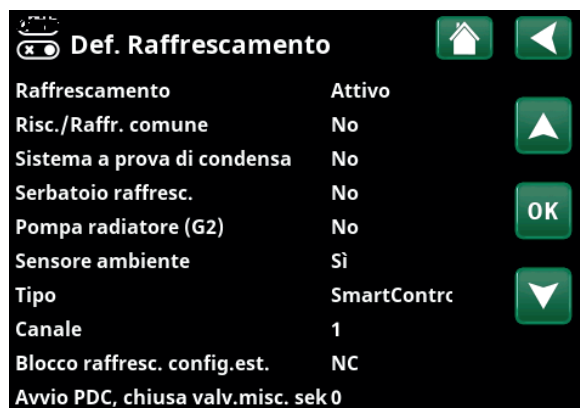 Def. Raffrescamento
Raffrescamento Attivo
Risc./Raffr. comune No
Sistema a prova di condensa No
Serbatoio raffresc. No
Pompa radiatore (G2) No
OK
Sensore ambiente Sì
Tipo SmartContro
Canale 1
Blocco raffresc. config.est. NC
Avvio PDC, chiusa valv.misc. sek 0